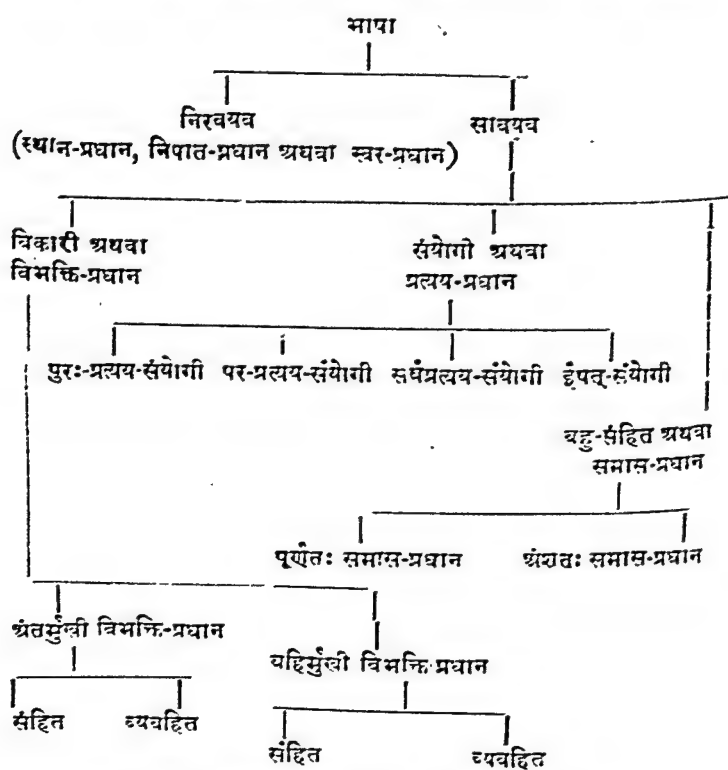 भाषा
निरवयव
सावयव
(स्थान-प्रधान, निपात-प्रधान अथवा स्वर-प्रधान)
विकारी अथवा
विभक्ति-प्रधान
संयोगी अथवा
प्रत्यय-प्रधान
पुरः-प्रत्यय-संयोगी
पर-प्रत्यय-संयोगी
सर्वप्रत्यय-संयोगी
ईषत्-संयोगी
बहु-संहित अथवा
समास-प्रधान
पूर्णतः समास-प्रधान
अंशतः समास-प्रधान
अंतर्मुखी विभक्ति-प्रधान
बहिर्मुखी विभक्ति-प्रधान
संहित
व्यवहित
संहित
व्यवहित